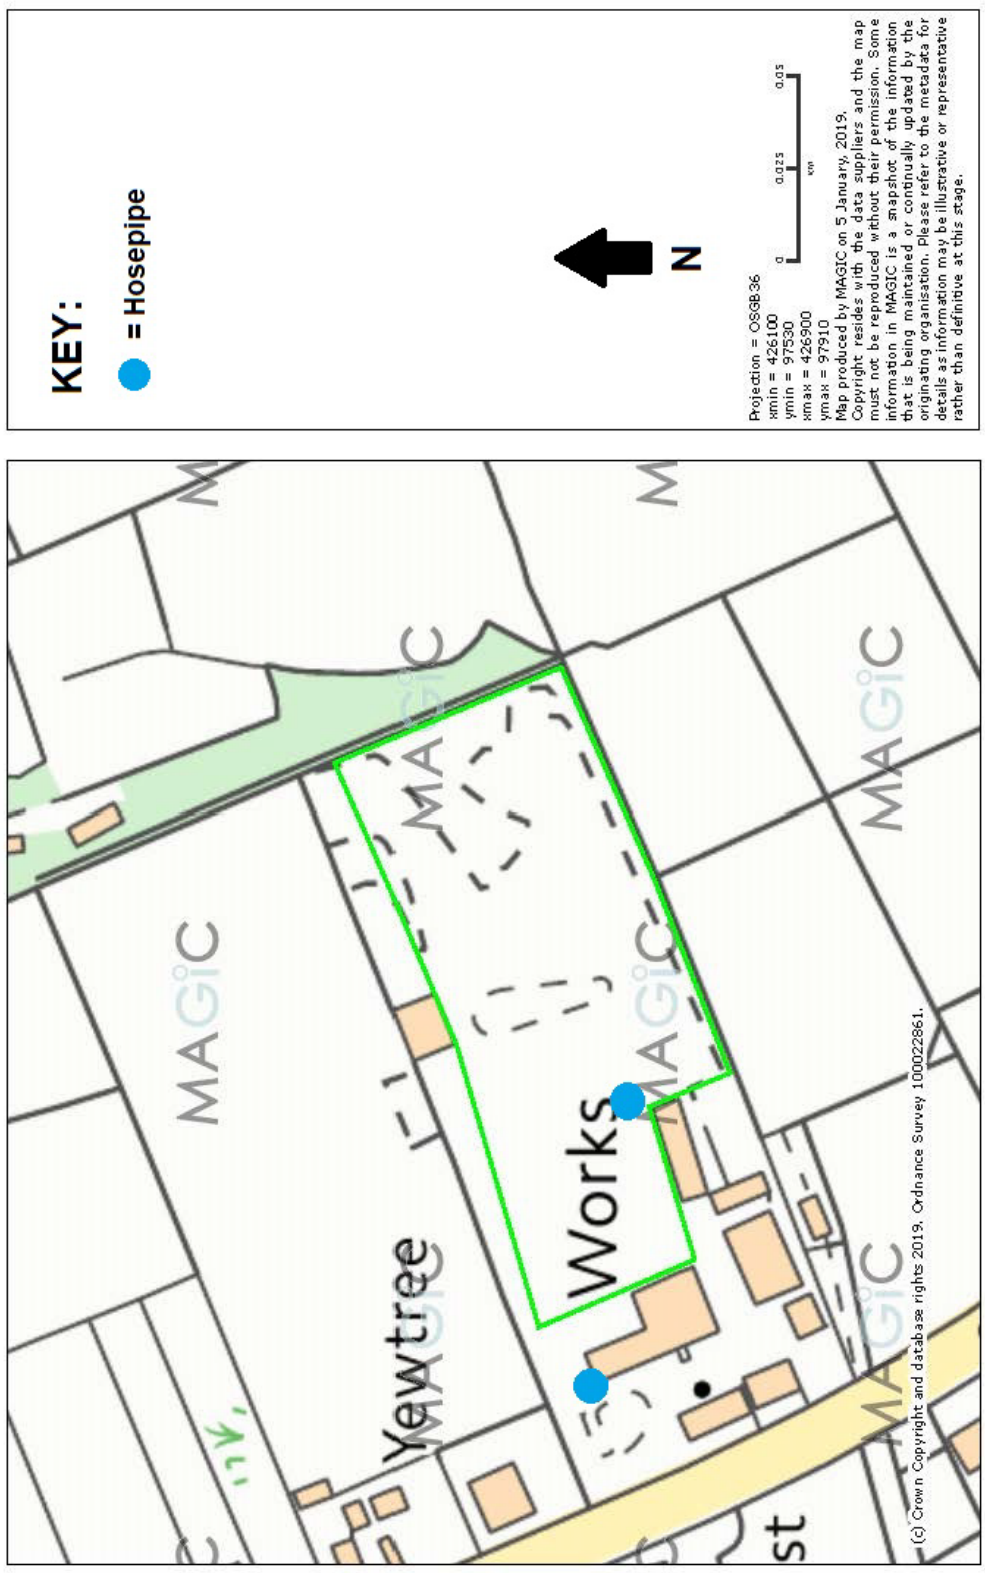 KEY:
= Hosepipe
N
0 0.025 0.05
km
Projection = OSGB36
xmin = 426100
ymin = 97530
xmax = 426900
ymax = 97910
Map produced by MAGIC on 5 January, 2019.
Copyright resides with the data suppliers and the map
must not be reproduced without their permission. Some
information in MAGIC is a snapshot of the information
that is being maintained or continually updated by the
originating organisation. Please refer to the metadata for
details as information may be illustrative or representative
rather than definitive at this stage.
M
M
MAGiC
MAGiC
MAGiC
MAGiC
MAGiC
MAGiC
Yewtree
Works
st
(c) Crown Copyright and database rights 2019. Ordnance Survey 100022861.